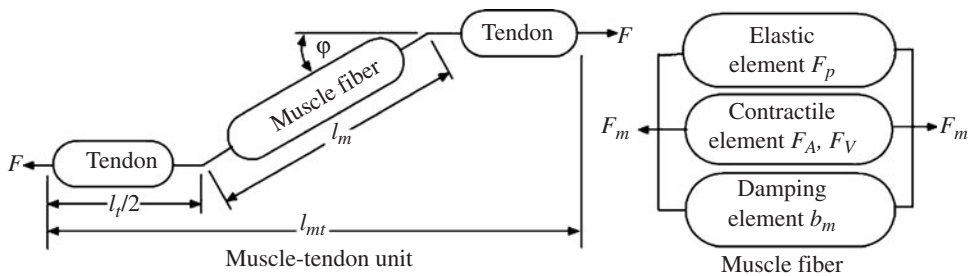 F
Tendon
φ
Muscle fiber
l_m
Tendon
F
l_t/2
l_mt
Muscle-tendon unit
Elastic
element F_p
F_m
Contractile
element F_A, F_V
F_m
Damping
element b_m
Muscle fiber